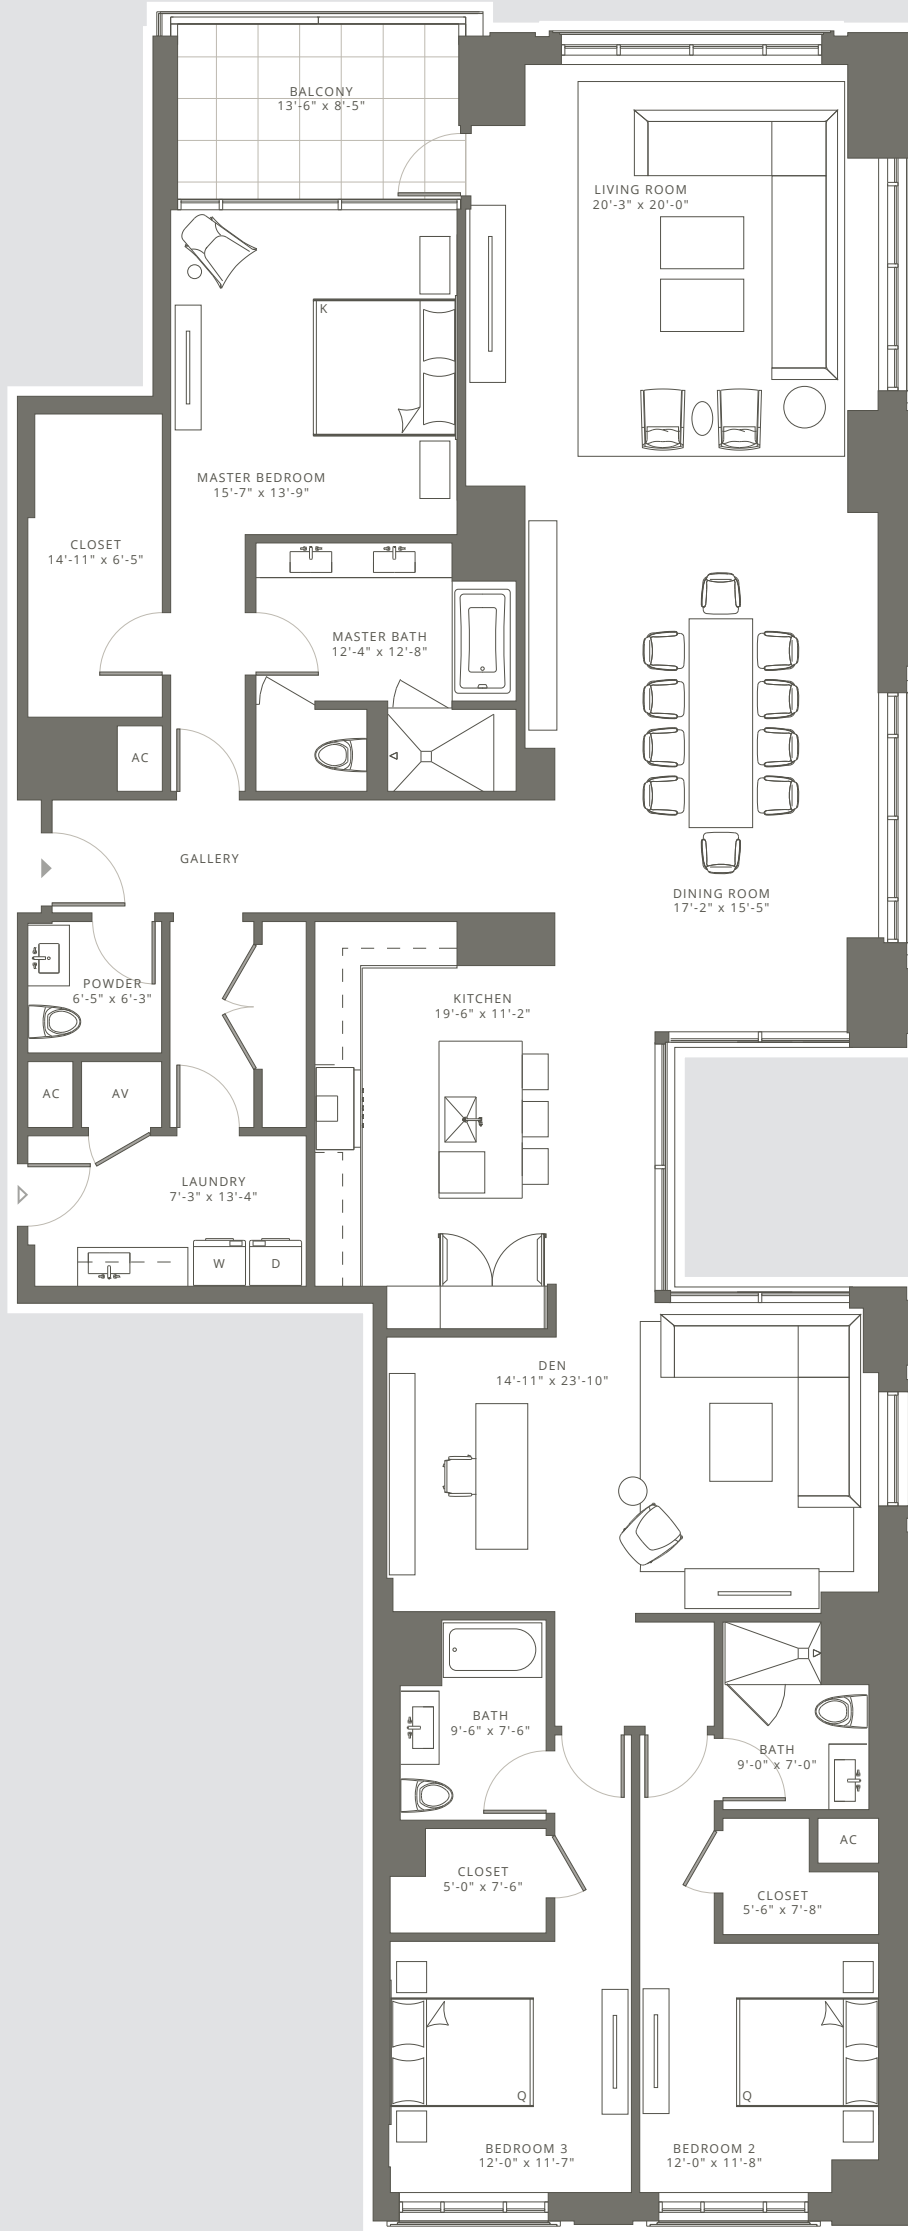 BALCONY
13'-6" x 8'-5"
LIVING ROOM
20'-3" x 20'-0"
K
MASTER BEDROOM
15'-7" x 13'-9"
CLOSET
14'-11" x 6'-5"
MASTER BATH
12'-4" x 12'-8"
AC
GALLERY
DINING ROOM
17'-2" x 15'-5"
POWDER
6'-5" x 6'-3"
KITCHEN
19'-6" x 11'-2"
AC
AV
LAUNDRY
7'-3" x 13'-4"
W
D
DEN
14'-11" x 23'-10"
BATH
9'-6" x 7'-6"
BATH
9'-0" x 7'-0"
AC
CLOSET
5'-0" x 7'-6"
CLOSET
5'-6" x 7'-8"
Q
Q
BEDROOM 3
12'-0" x 11'-7"
BEDROOM 2
12'-0" x 11'-8"